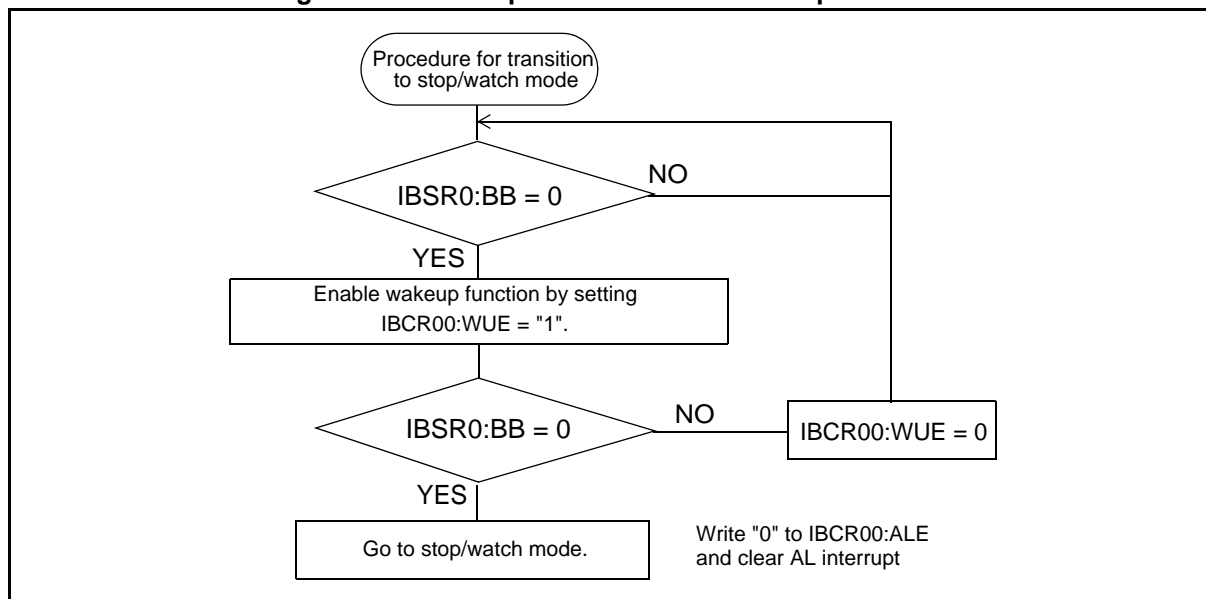 Procedure for transition
to stop/watch mode
IBSR0:BB = 0
NO
YES
Enable wakeup function by setting
IBCR00:WUE = "1".
IBSR0:BB = 0
NO
IBCR00:WUE = 0
YES
Go to stop/watch mode.
Write "0" to IBCR00:ALE
and clear AL interrupt